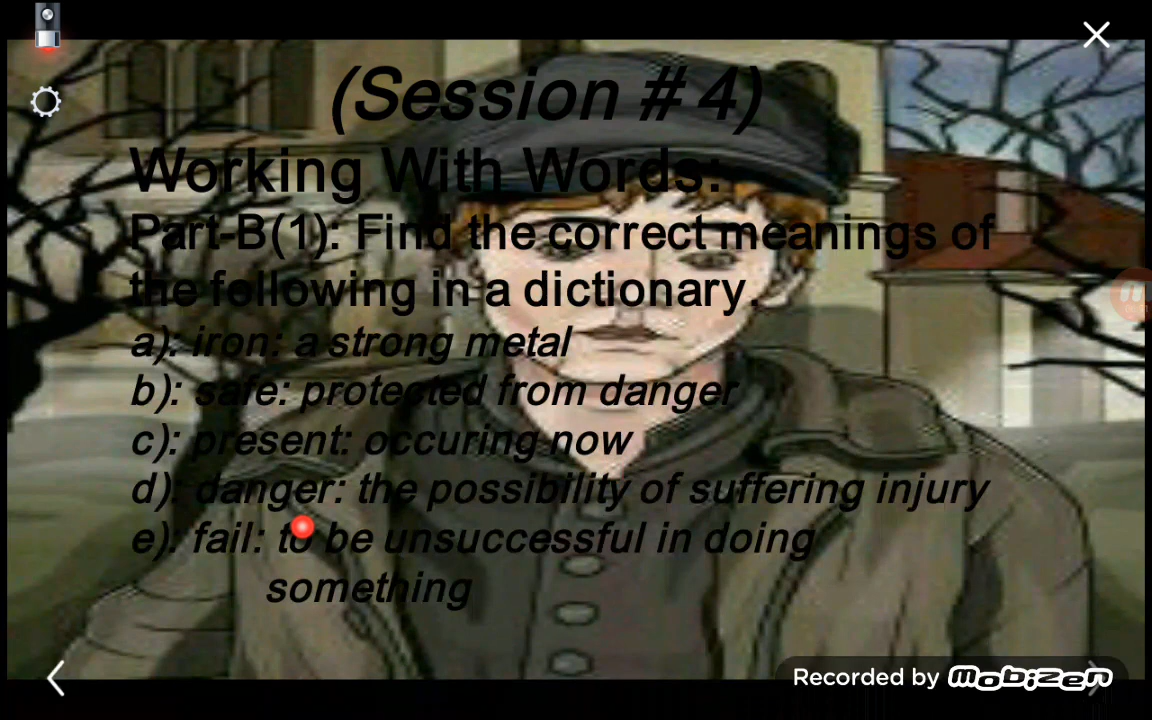 (Session # 4)
Working With Words:
Part-B(1): Find the correct meanings of
the following in a dictionary.
a): iron: a strong metal
b): safe: protected from danger
c): present: occuring now
d): danger: the possibility of suffering injury
e): fail: to be unsuccessful in doing
something
Recorded by mobizen